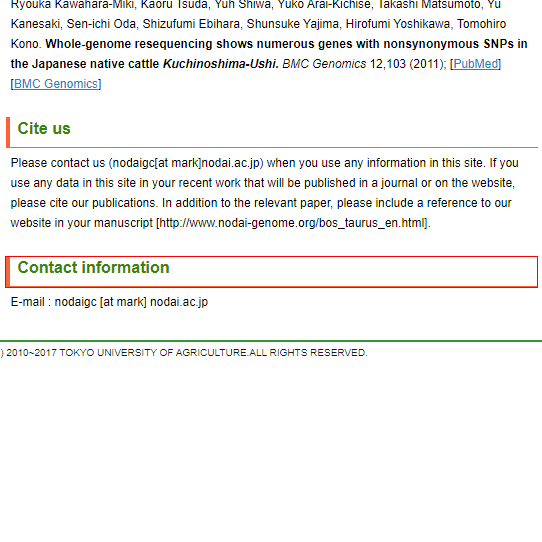 Ryouka Kawahara-Miki, Kaoru Tsuda, Yuh Shiwa, Yuko Arai-Kichise, Takashi Matsumoto, Yu
Kanesaki, Sen-ichi Oda, Shizufumi Ebihara, Shunsuke Yajima, Hirofumi Yoshikawa, Tomohiro
Kono. Whole-genome resequencing shows numerous genes with nonsynonymous SNPs in
the Japanese native cattle Kuchinoshima-Ushi. BMC Genomics 12,103 (2011); [PubMed]
[BMC Genomics]
Cite us
Please contact us (nodaigc[at mark]nodai.ac.jp) when you use any information in this site. If you
use any data in this site in your recent work that will be published in a journal or on the website,
please cite our publications. In addition to the relevant paper, please include a reference to our
website in your manuscript [http://www.nodai-genome.org/bos_taurus_en.html].
Contact information
E-mail : nodaigc [at mark] nodai.ac.jp
) 2010~2017 TOKYO UNIVERSITY OF AGRICULTURE.ALL RIGHTS RESERVED.